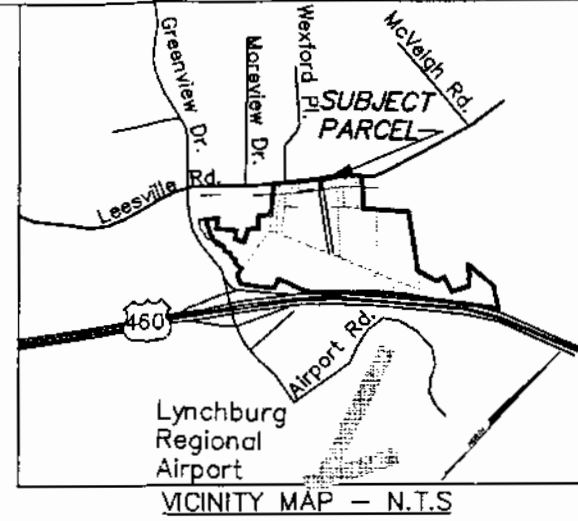 Greenview Dr.
Moreview Dr.
Wexford Pl.
McVeigh Rd.
SUBJECT
PARCEL
Leesville Rd.
460
Airport Rd.
Lynchburg
Regional
Airport
VICINITY MAP - N.T.S